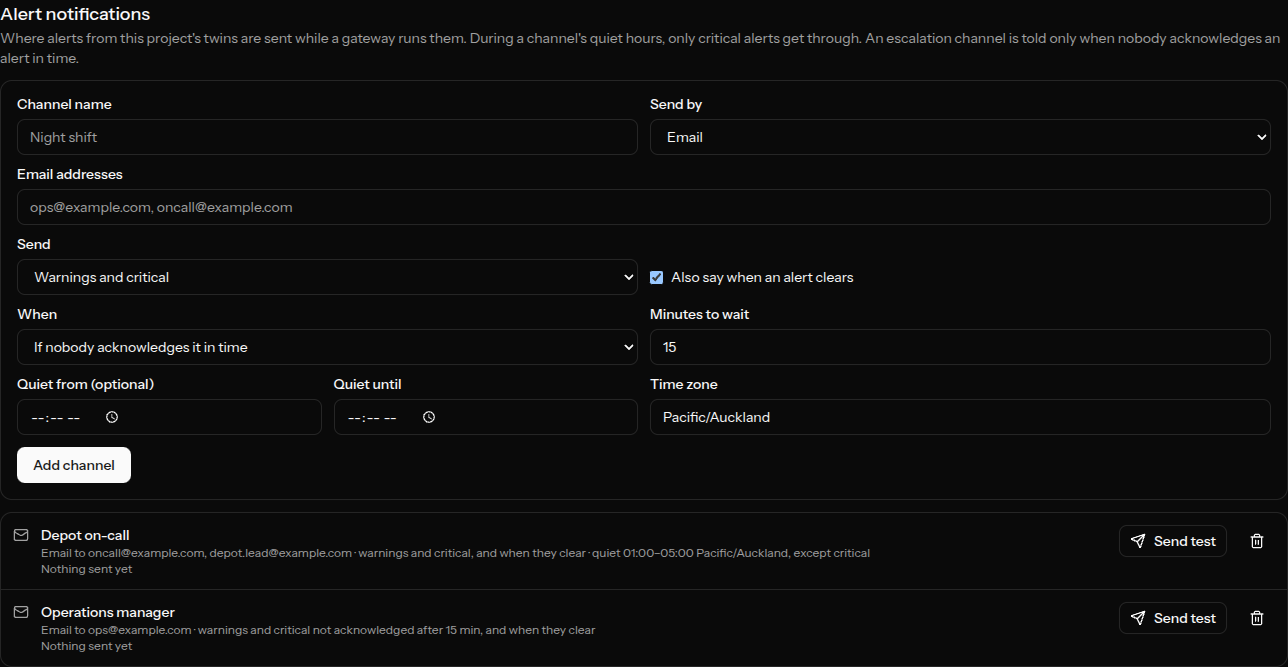 Alert notifications
Where alerts from this project's twins are sent while a gateway runs them. During a channel's quiet hours, only critical alerts get through. An escalation channel is told only when nobody acknowledges an
alert in time.
Channel name
Send by
Night shift
Email
Email addresses
ops@example.com, oncall@example.com
Send
Warnings and critical
Also say when an alert clears
When
Minutes to wait
If nobody acknowledges it in time
15
Quiet from (optional)
Quiet until
Time zone
--:-- --
--:-- --
Pacific/Auckland
Add channel
Depot on-call
Email to oncall@example.com, depot.lead@example.com · warnings and critical, and when they clear · quiet 01:00–05:00 Pacific/Auckland, except critical
Nothing sent yet
Send test
Operations manager
Email to ops@example.com · warnings and critical not acknowledged after 15 min, and when they clear
Nothing sent yet
Send test